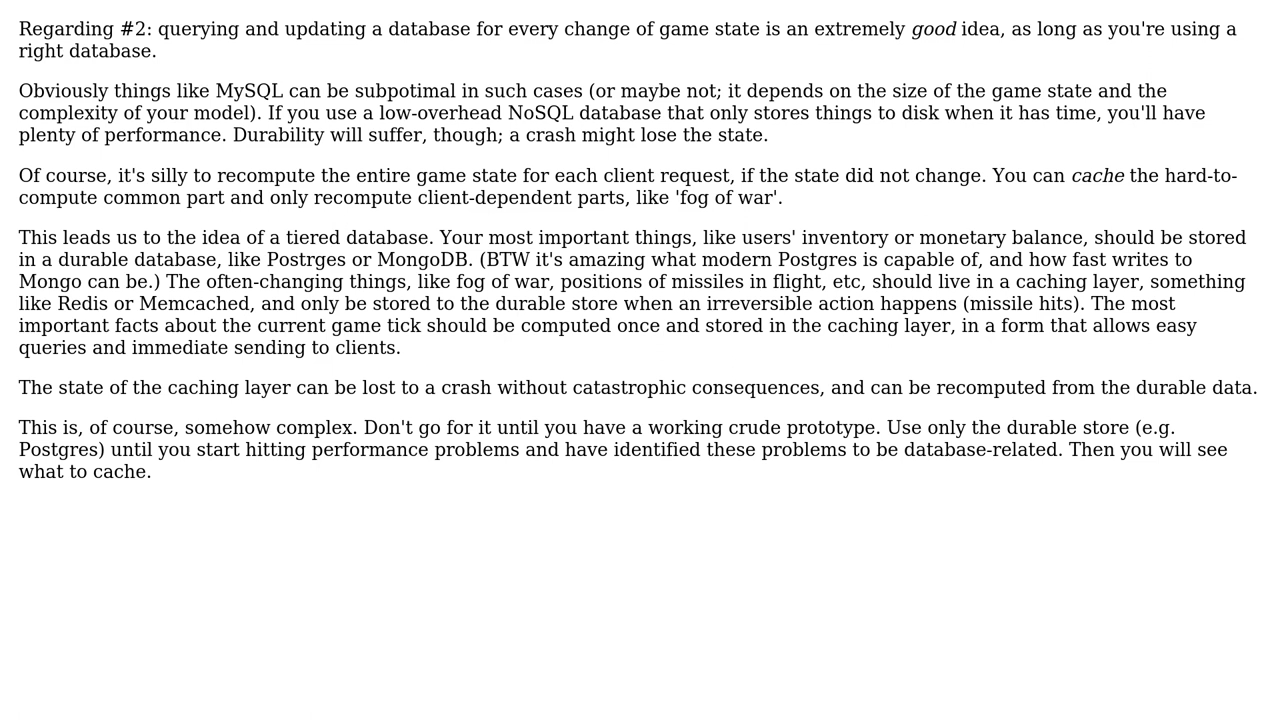 Regarding #2: querying and updating a database for every change of game state is an extremely good idea, as long as you're using a
right database.
Obviously things like MySQL can be subpotimal in such cases (or maybe not; it depends on the size of the game state and the
complexity of your model). If you use a low-overhead NoSQL database that only stores things to disk when it has time, you'll have
plenty of performance. Durability will suffer, though; a crash might lose the state.
Of course, it's silly to recompute the entire game state for each client request, if the state did not change. You can cache the hard-to-
compute common part and only recompute client-dependent parts, like 'fog of war'.
This leads us to the idea of a tiered database. Your most important things, like users' inventory or monetary balance, should be stored
in a durable database, like Postrges or MongoDB. (BTW it's amazing what modern Postgres is capable of, and how fast writes to
Mongo can be.) The often-changing things, like fog of war, positions of missiles in flight, etc, should live in a caching layer, something
like Redis or Memcached, and only be stored to the durable store when an irreversible action happens (missile hits). The most
important facts about the current game tick should be computed once and stored in the caching layer, in a form that allows easy
queries and immediate sending to clients.
The state of the caching layer can be lost to a crash without catastrophic consequences, and can be recomputed from the durable data.
This is, of course, somehow complex. Don't go for it until you have a working crude prototype. Use only the durable store (e.g.
Postgres) until you start hitting performance problems and have identified these problems to be database-related. Then you will see
what to cache.